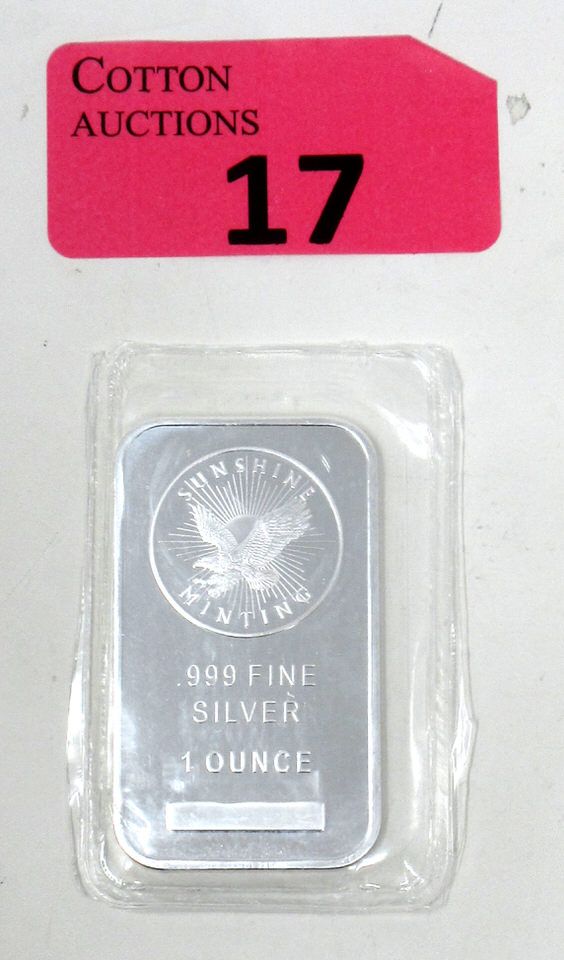 COTTON
AUCTIONS
17
SUNSHINE
MINTING
.999 FINE
SILVER
1 OUNCE